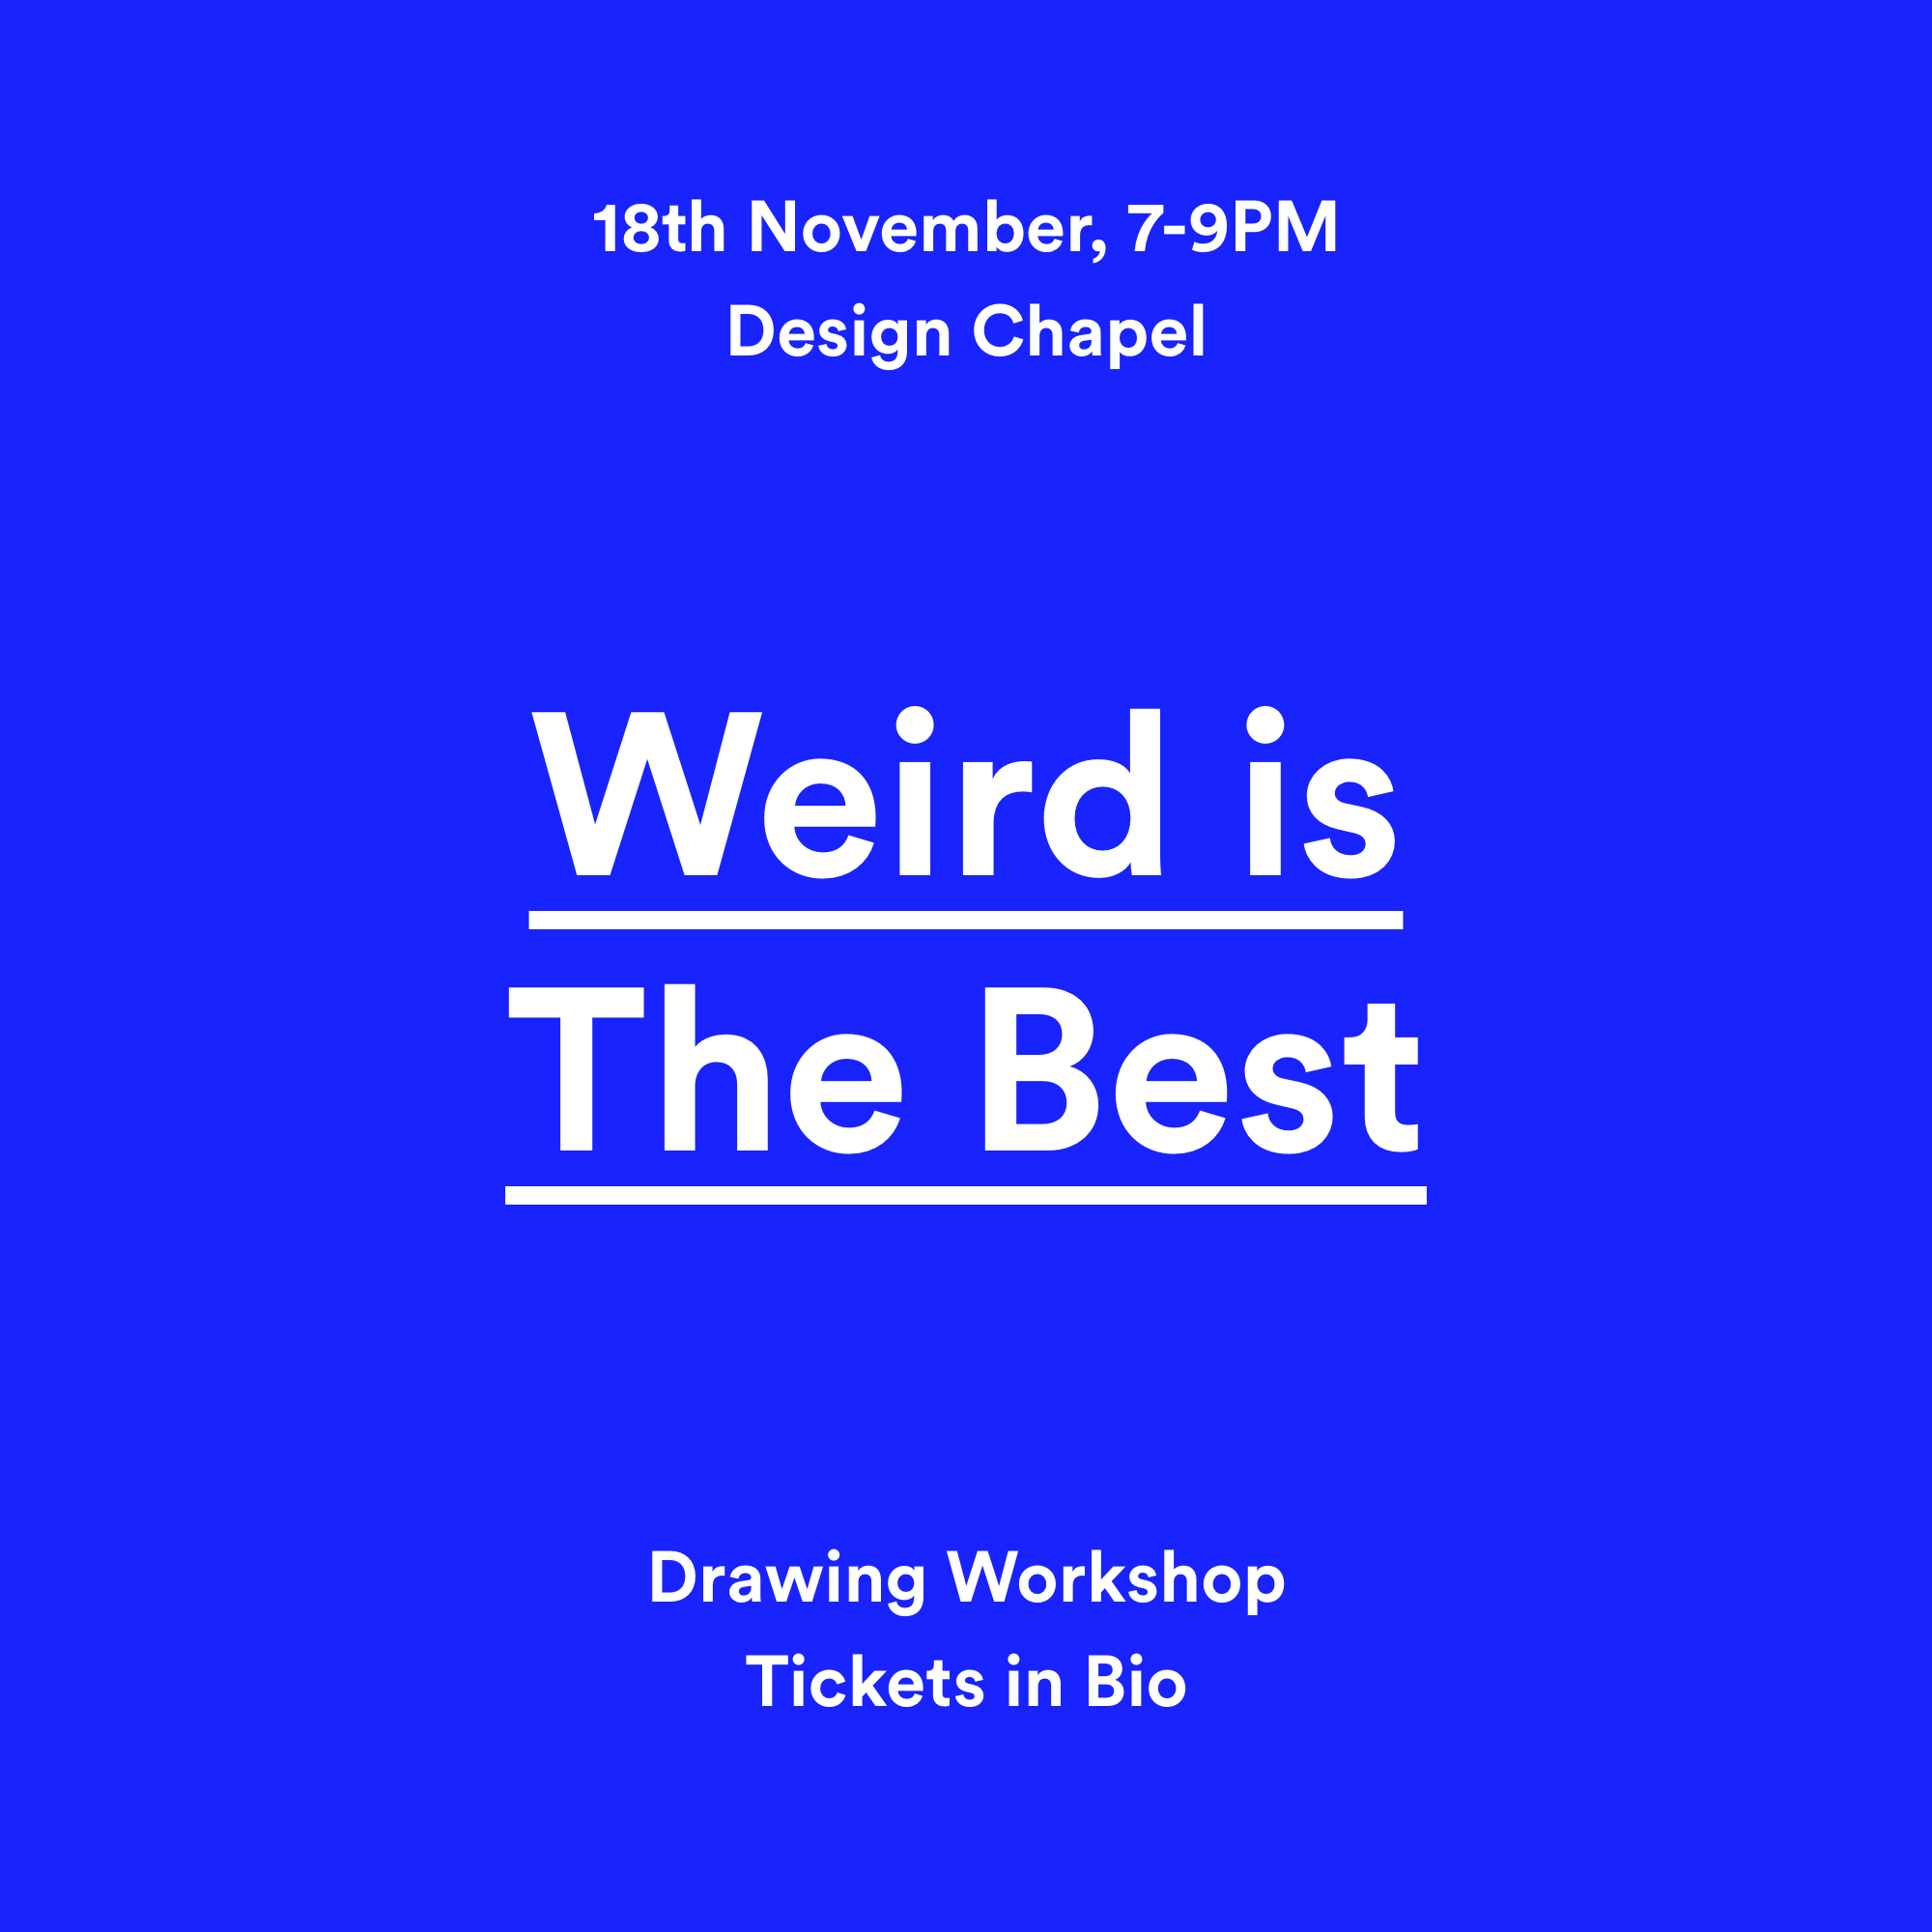 18th November, 7-9PM
Design Chapel
Weird is
The Best
Drawing Workshop
Tickets in Bio